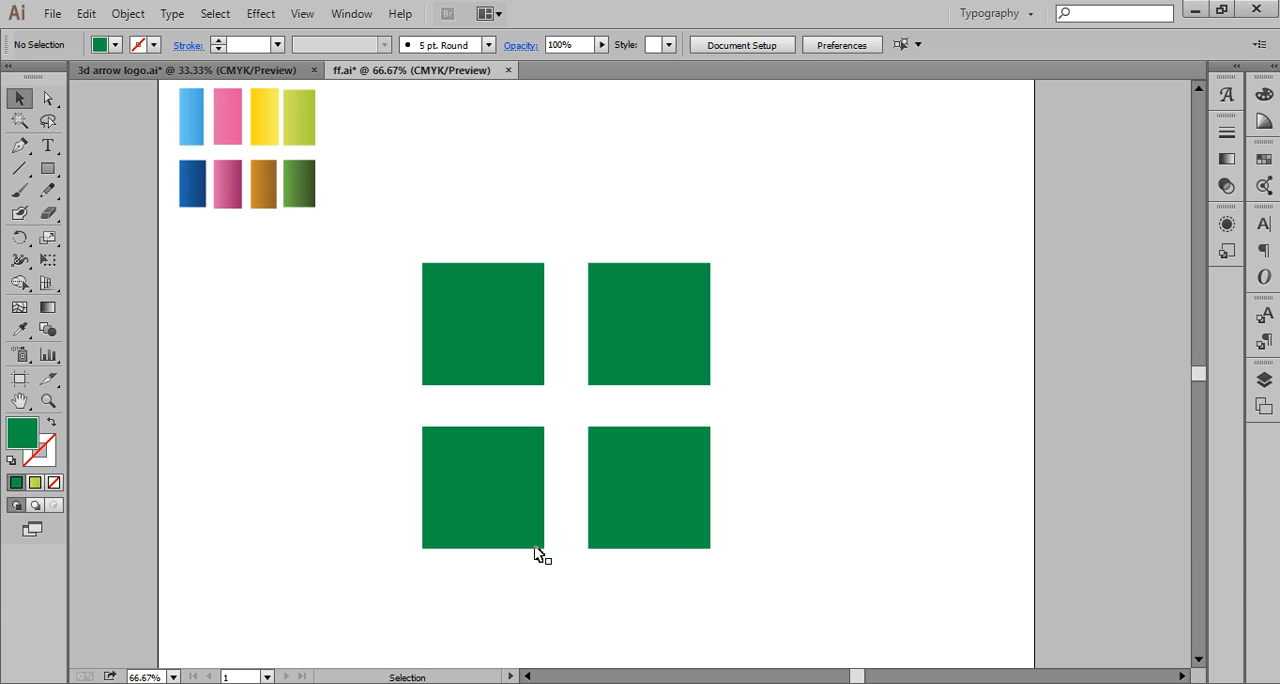 Ai File Edit Object Type Select Effect View Window Help Br Typography
No Selection Stroke: 5 pt. Round Opacity: 100% Style: Document Setup Preferences
3d arrow logo.ai* @ 33.33% (CMYK/Preview) × ff.ai* @ 66.67% (CMYK/Preview) ×
66.67% 1 Selection